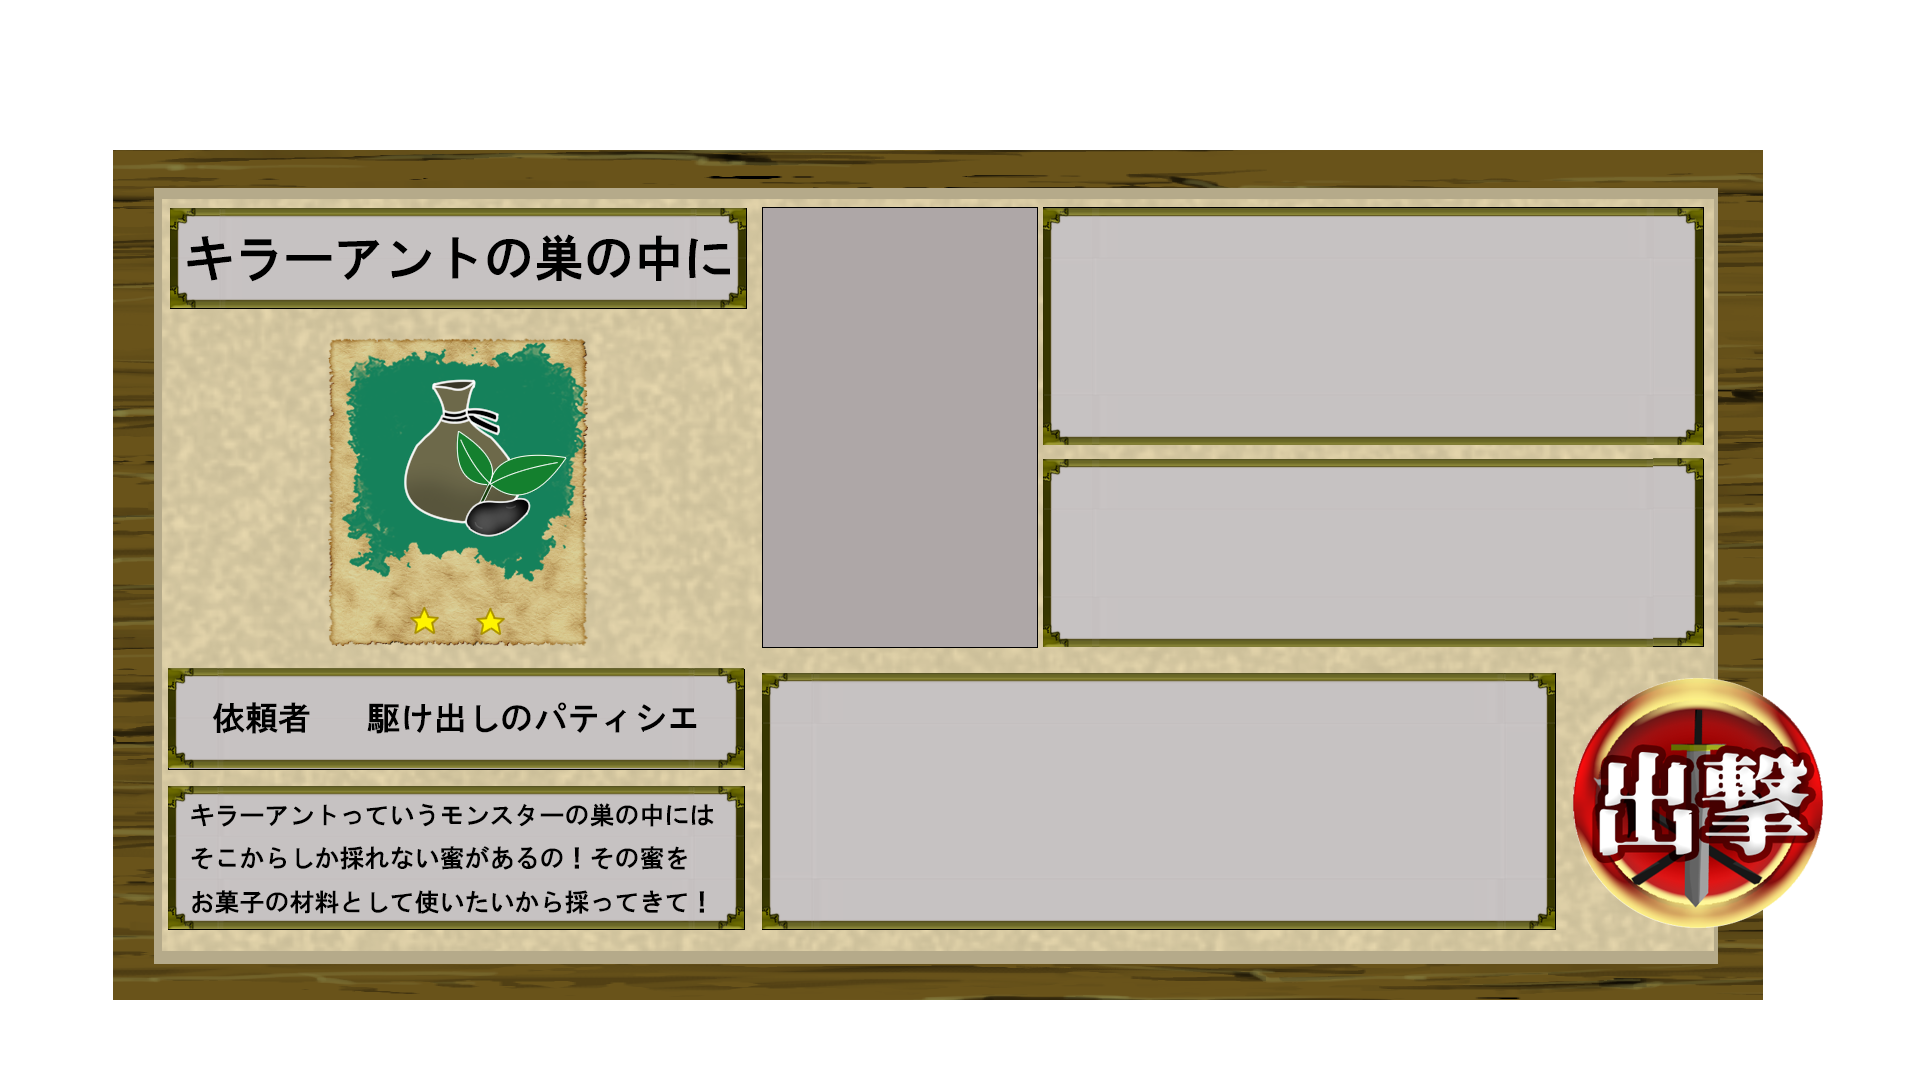 キラーアントの巣の中に
依頼者　駆け出しのパティシエ
キラーアントっていうモンスターの巣の中には
そこからしか採れない蜜があるの！その蜜を
お菓子の材料として使いたいから採ってきて！
出撃